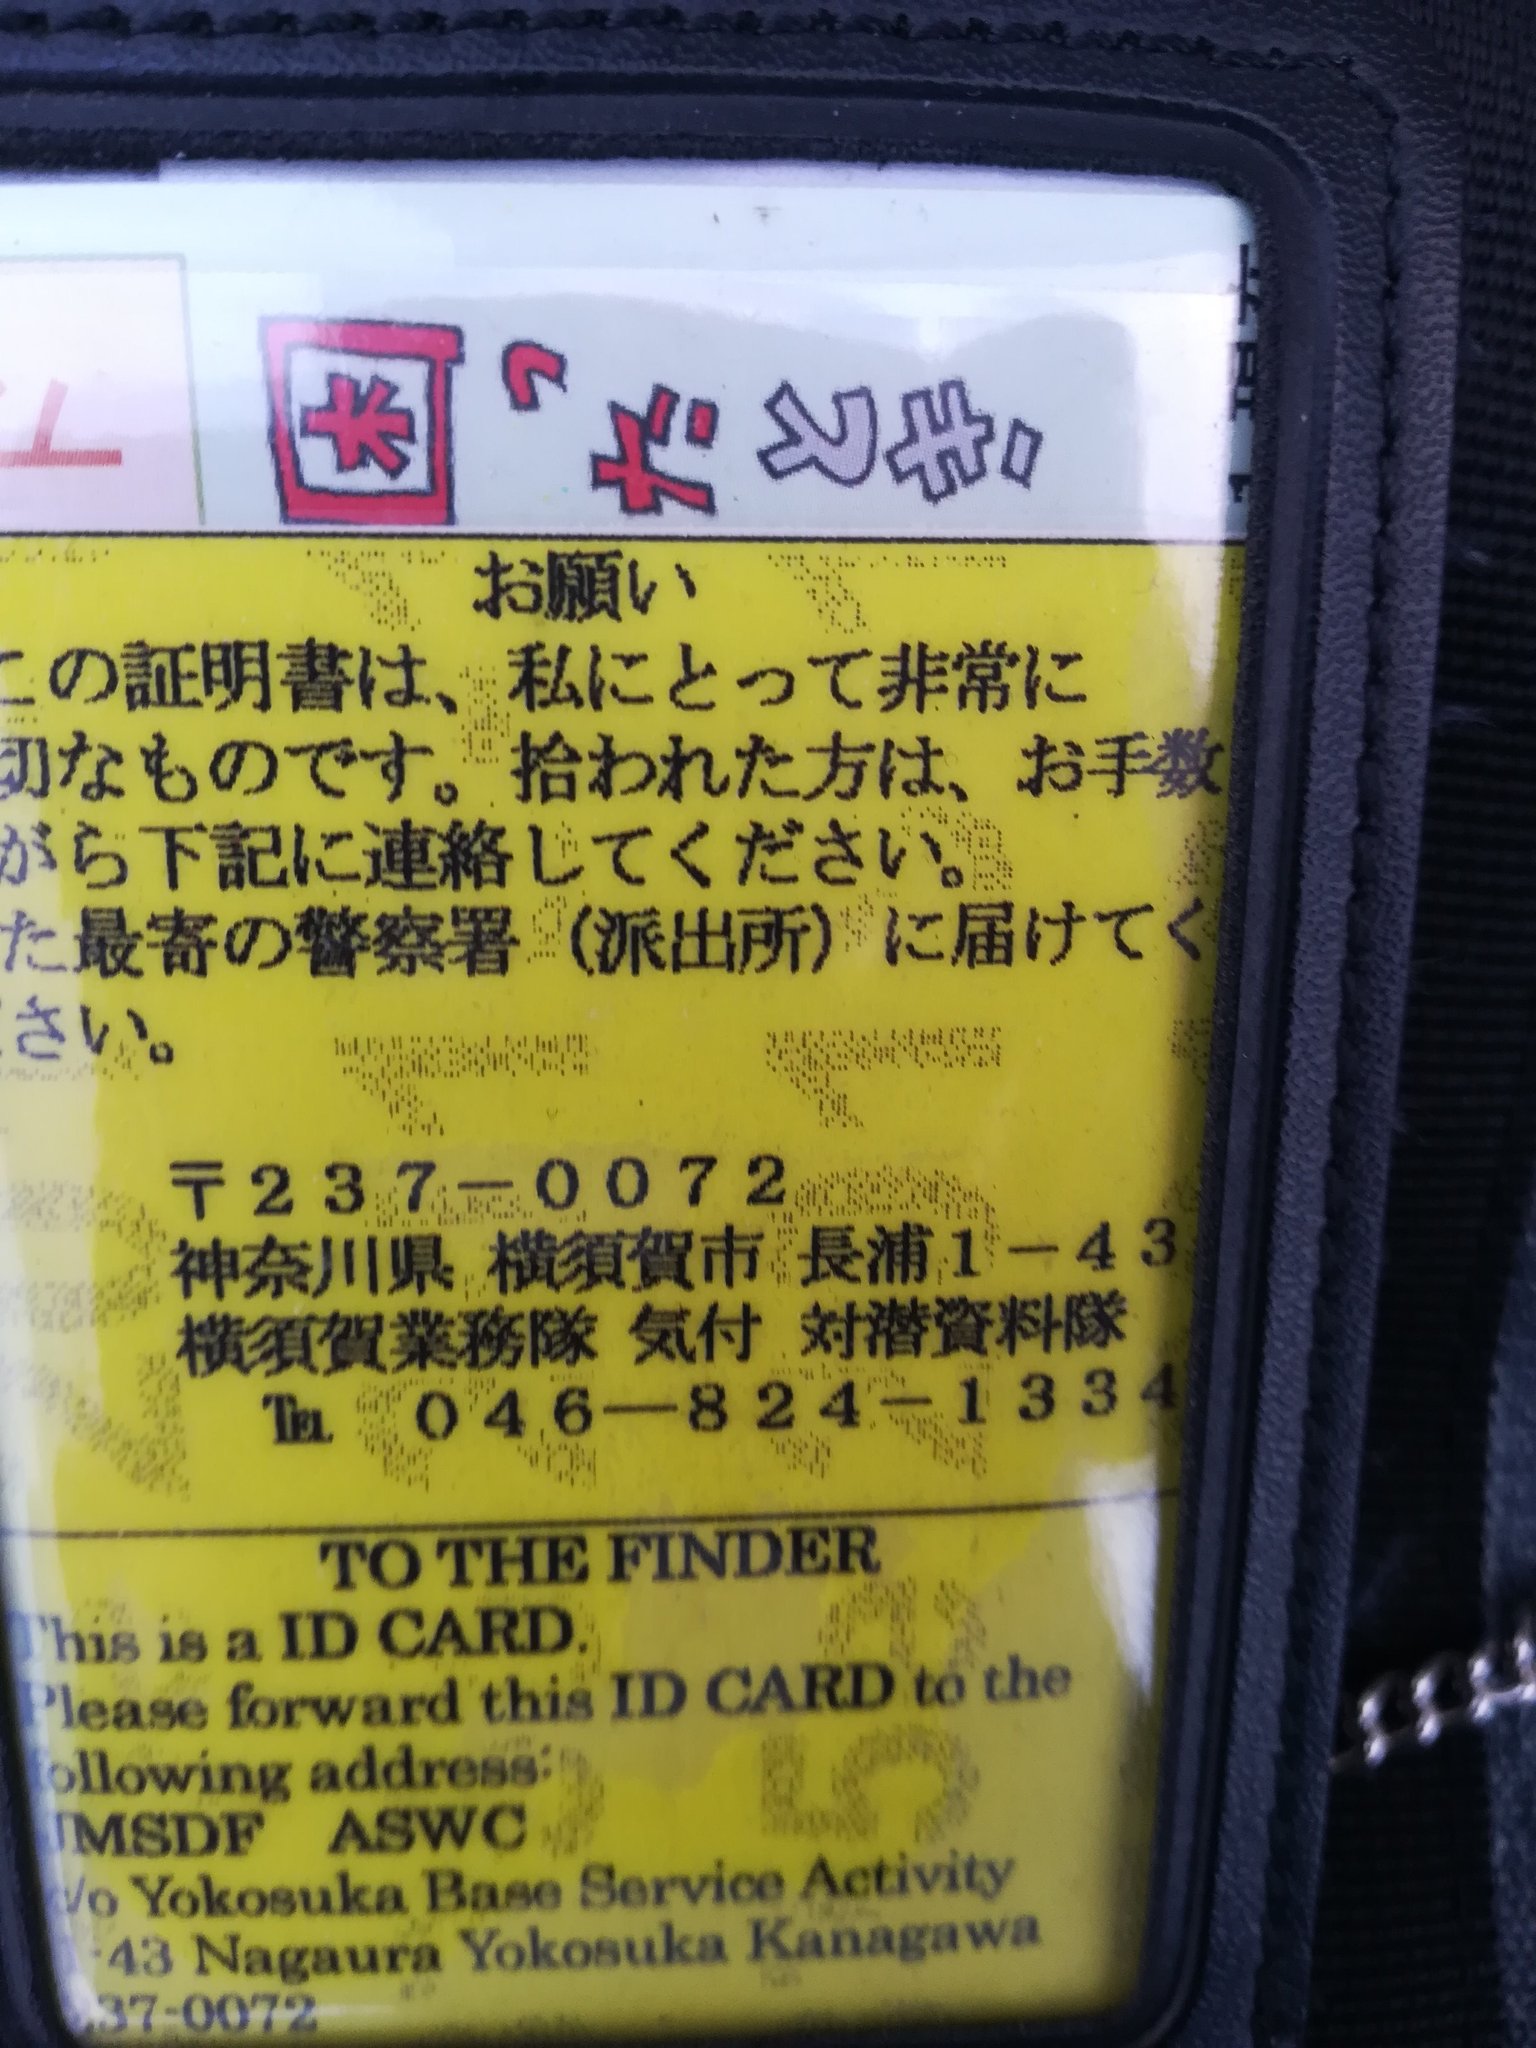 困った
お願い
この証明書は、私にとって非常に
切なものです。拾われた方は、お手数
がら下記に連絡してください。
た最寄の警察署（派出所）に届けてく
ださい。
〒237－0072
神奈川県 横須賀市 長浦1－43
横須賀業務隊 気付 対潜資料隊
℡ 046―824－1334
TO THE FINDER
This is a ID CARD.
Please forward this ID CARD to the
following address:
JMSDF ASWC
c/o Yokosuka Base Service Activity
-43 Nagaura Yokosuka Kanagawa
237-0072